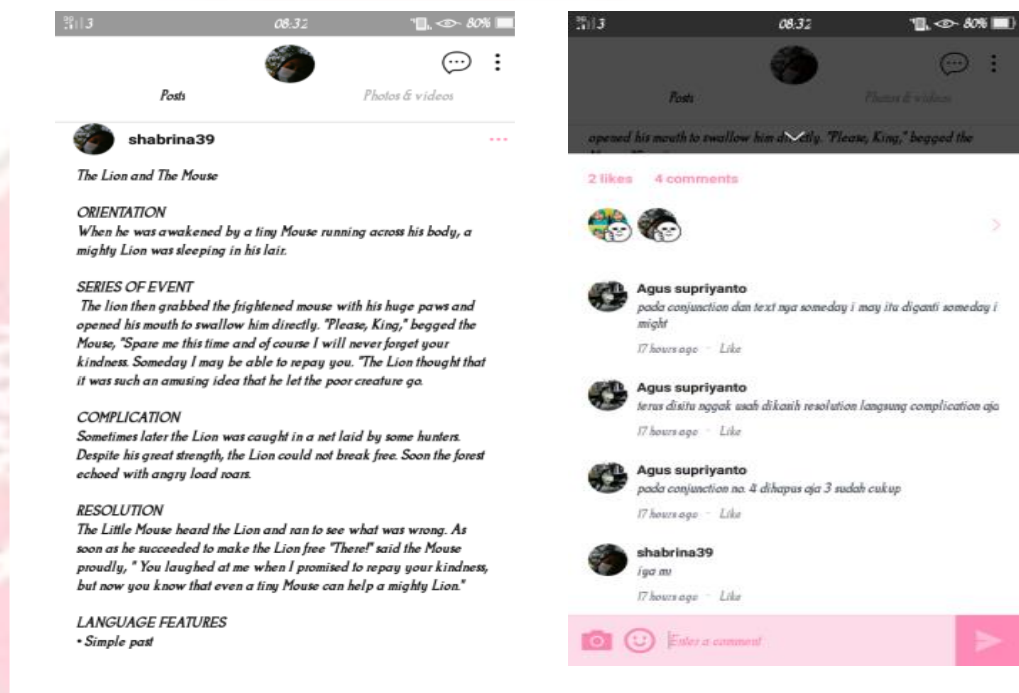 3
08:32
80%
Posts
Photos & videos
shabrina39
The Lion and The Mouse
ORIENTATION
When he was awakened by a tiny Mouse running across his body, a
mighty Lion was sleeping in his lair.
SERIES OF EVENT
The lion then grabbed the frightened mouse with his huge paws and
opened his mouth to swallow him directly. "Please, King," begged the
Mouse, "Spare me this time and of course I will never forget your
kindness. Someday I may be able to repay you. "The Lion thought that
it was such an amusing idea that he let the poor creature go.
COMPLICATION
Sometimes later the Lion was caught in a net laid by some hunters.
Despite his great strength, the Lion could not break free. Soon the forest
echoed with angry load roars.
RESOLUTION
The Little Mouse heard the Lion and ran to see what was wrong. As
soon as he succeeded to make the Lion free "There!" said the Mouse
proudly, " You laughed at me when I promised to repay your kindness,
but now you know that even a tiny Mouse can help a mighty Lion."
LANGUAGE FEATURES
• Simple past
3
08:32
80%
Posts
Photos & videos
opened his mouth to swallow him directly. "Please, King," begged the
2 likes 4 comments
Agus supriyanto
pada conjunction dan text nya someday i may itu diganti someday i
might
17 hours ago - Like
Agus supriyanto
terus disitu nggak usah dikasih resolution langsung complication aja
17 hours ago - Like
Agus supriyanto
pada conjunction no. 4 dihapus aja 3 sudah cukup
17 hours ago - Like
shabrina39
iya
17 hours ago - Like
Enter a comment